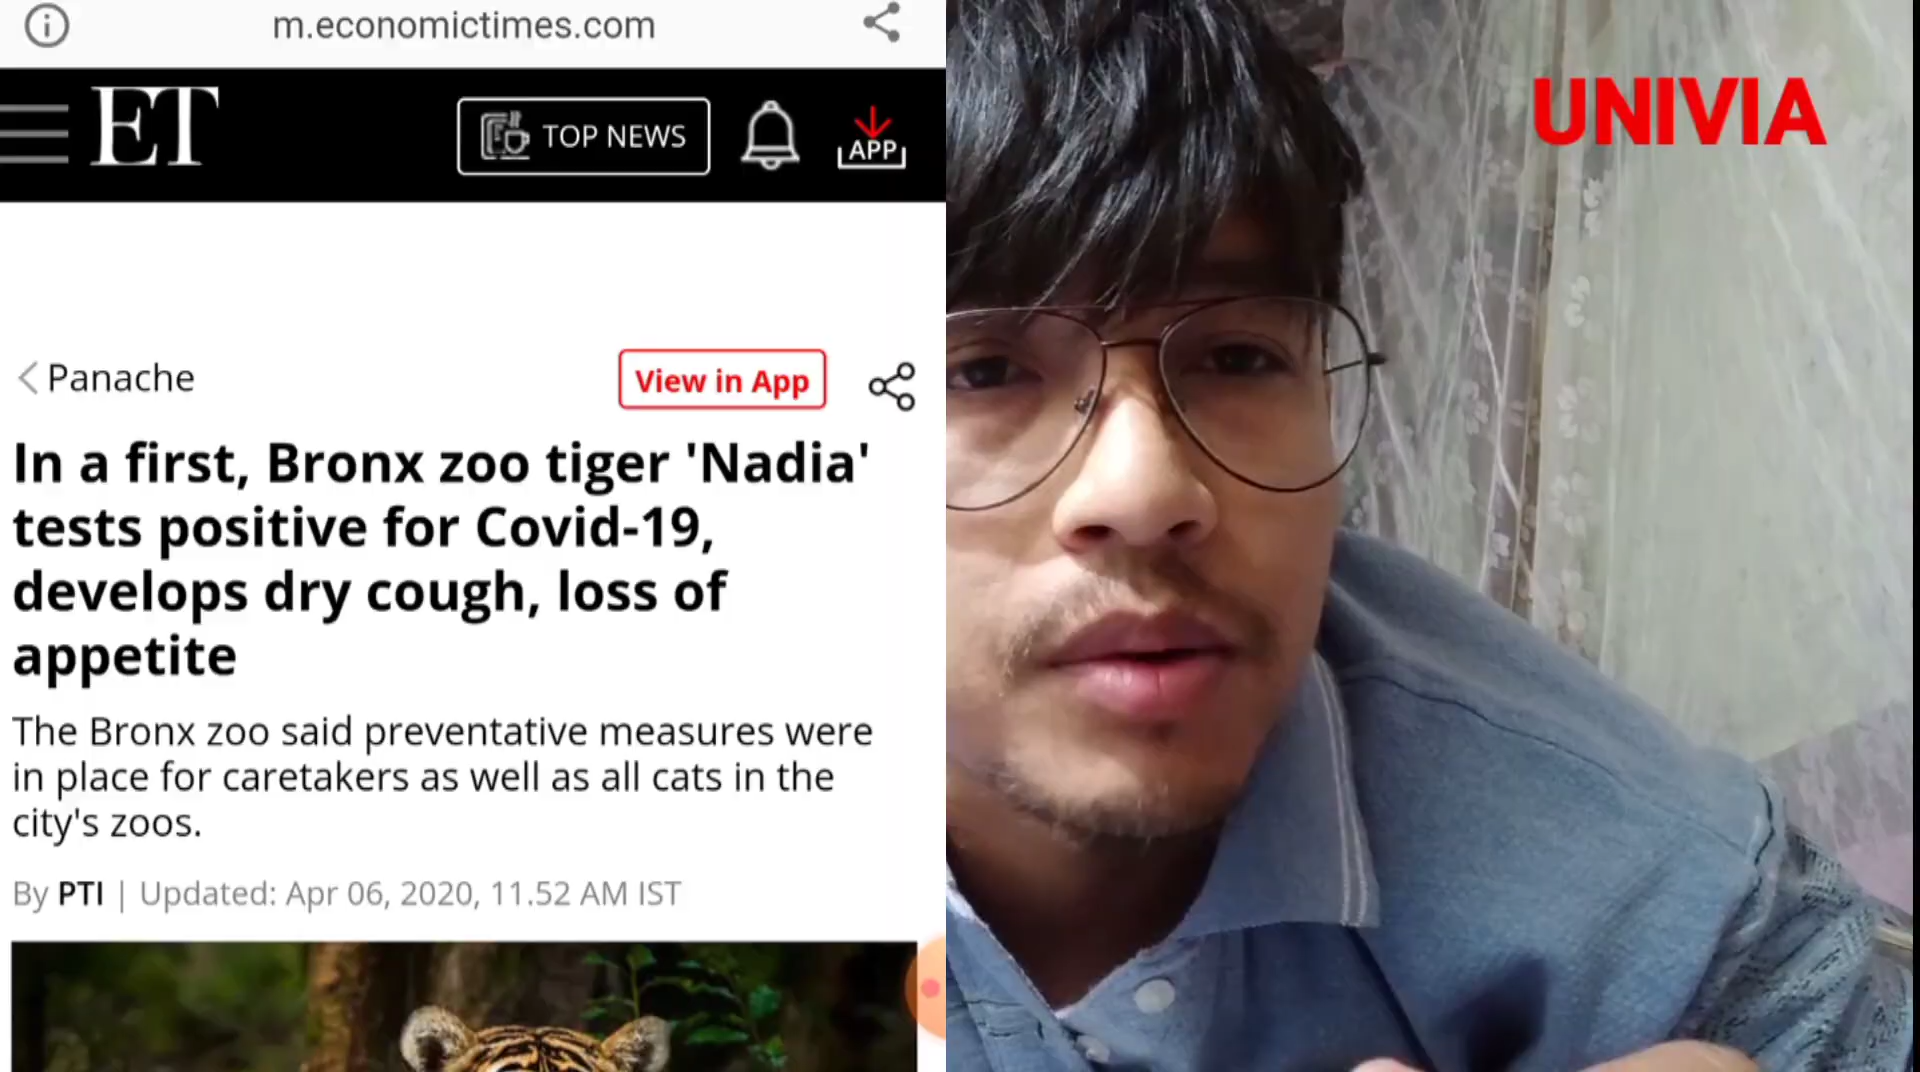 m.economictimes.com
ET
TOP NEWS
APP
Panache
View in App
In a first, Bronx zoo tiger 'Nadia'
tests positive for Covid-19,
develops dry cough, loss of
appetite
The Bronx zoo said preventative measures were
in place for caretakers as well as all cats in the
city's zoos.
By PTI | Updated: Apr 06, 2020, 11.52 AM IST
UNIVIA